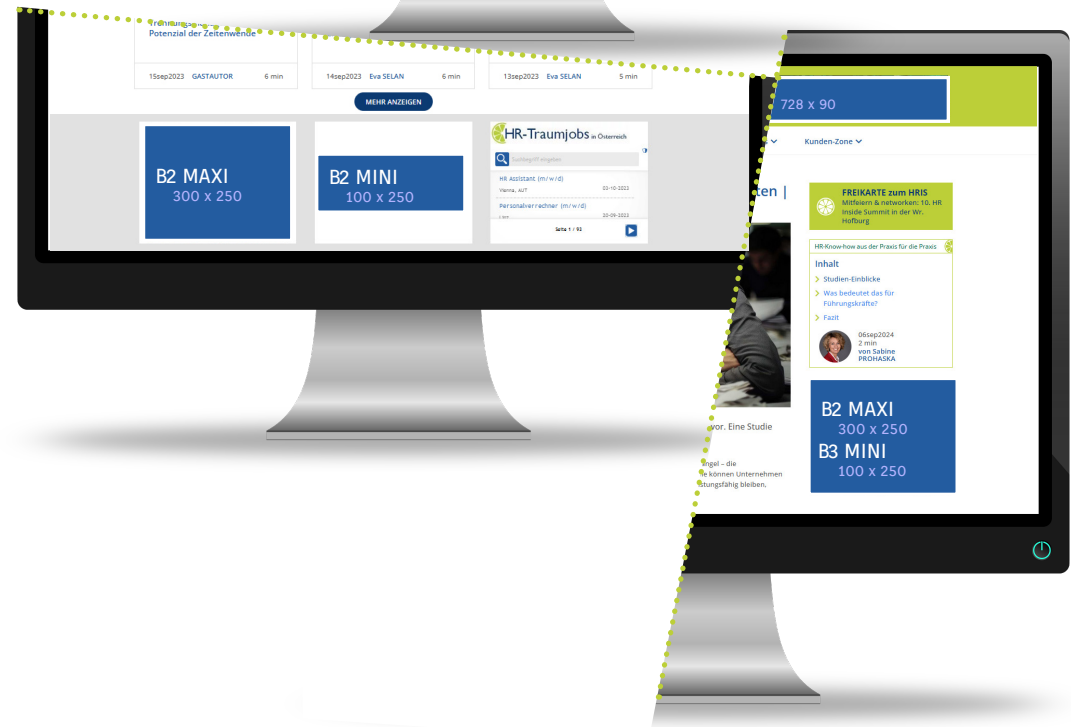 Potenzial der Zeitenwende
15sep2023 GASTAUTOR 6 min
14sep2023 Eva SELAN 6 min
13sep2023 Eva SELAN 5 min
MEHR ANZEIGEN
B2 MAXI
300 x 250
B2 MINI
100 x 250
HR-Traumjobs in Österreich
Suchbegriff eingeben
HR Assistant (m/w/d)
Vienna, AUT 03-10-2023
Personalverrechner (m/w/d)
20-09-2023
Seite 1 / 93
728 x 90
Kunden-Zone
ten |
FREIKARTE zum HRIS
Mitfeiern & networken: 10. HR
Inside Summit in der Wr.
Hofburg
HR-Know-how aus der Praxis für die Praxis
Inhalt
Studien-Einblicke
Was bedeutet das für
Führungskräfte?
Fazit
06sep2024
2 min
von Sabine
PROHASKA
vor. Eine Studie
ngel – die
ie können Unternehmen
stungsfähig bleiben,
B2 MAXI
300 x 250
B3 MINI
100 x 250